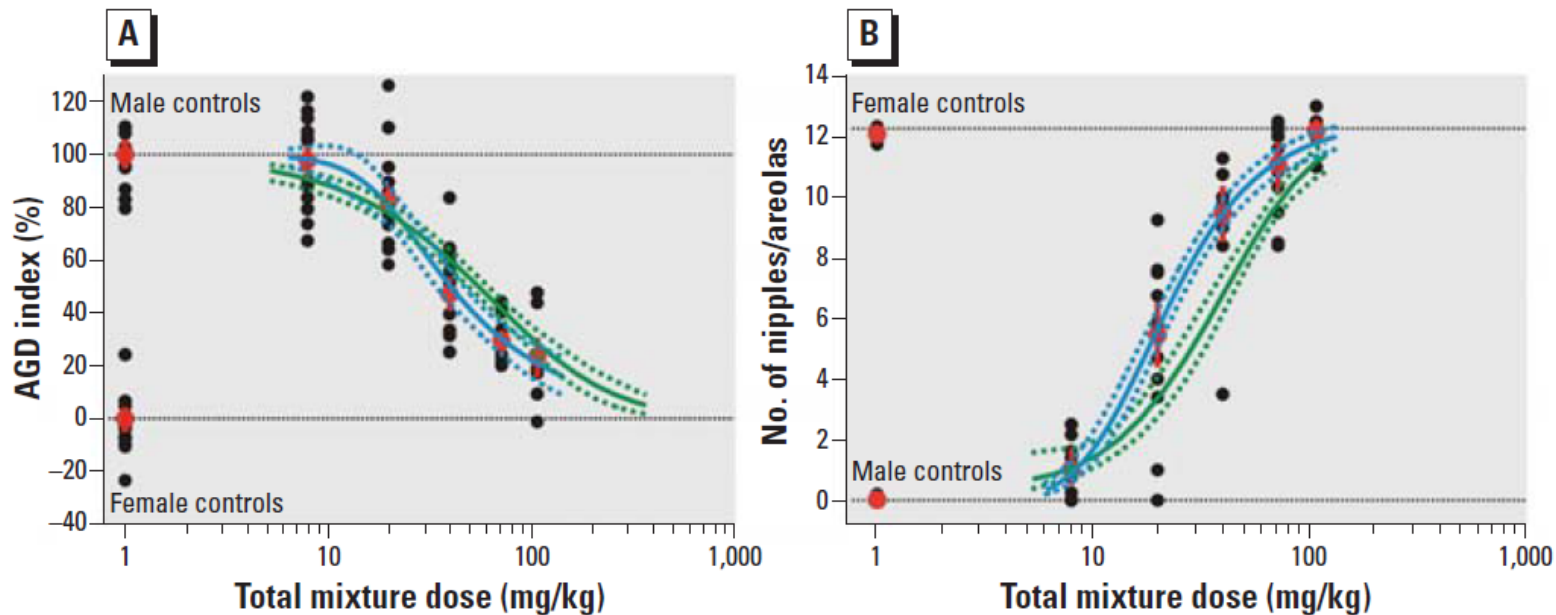 A
AGD index (%)
120
100
80
60
40
20
0
–20
–40
Male controls
Female controls
1
10
100
1,000
Total mixture dose (mg/kg)
B
No. of nipples/areolas
14
12
10
8
6
4
2
0
Female controls
Male controls
1
10
100
1,000
Total mixture dose (mg/kg)